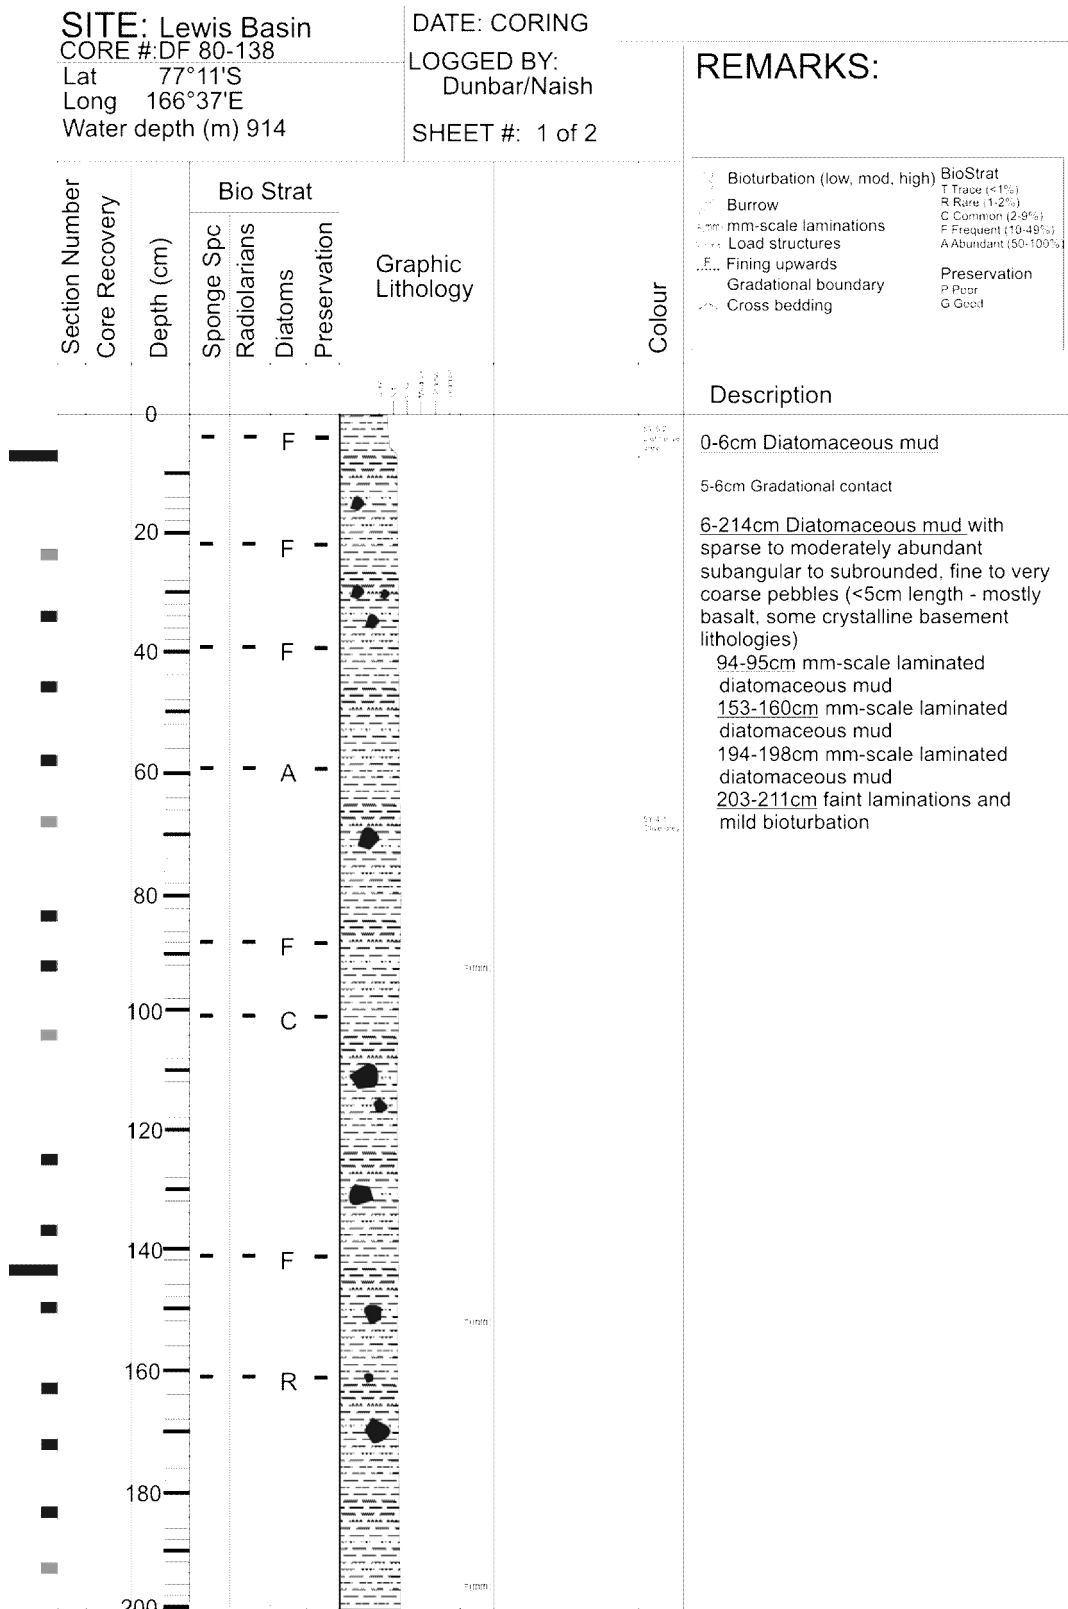 SITE: Lewis Basin
CORE #:DF 80-138
Lat 77°11'S
Long 166°37'E
Water depth (m) 914
DATE: CORING
LOGGED BY:
Dunbar/Naish
SHEET #: 1 of 2
REMARKS:
Bioturbation (low, mod, high)
Burrow
mm-scale laminations
Load structures
F Fining upwards
Gradational boundary
Cross bedding
BioStrat
T Trace (<1%)
R Rare (1-2%)
C Common (2-9%)
F Frequent (10-49%)
A Abundant (50-100%)
Preservation
P Poor
G Good
Section Number
Core Recovery
Depth (cm)
Bio Strat
Sponge Spc
Radiolarians
Diatoms
Preservation
Graphic
Lithology
Colour
Description
0
- - F -
20
- - F -
40
- - F -
60
- - A -
80
- - F -
100
- - C -
120
140
- - F -
160
- - R -
180
200
0-6cm Diatomaceous mud
5-6cm Gradational contact
6-214cm Diatomaceous mud with
sparse to moderately abundant
subangular to subrounded, fine to very
coarse pebbles (<5cm length - mostly
basalt, some crystalline basement
lithologies)
94-95cm mm-scale laminated
diatomaceous mud
153-160cm mm-scale laminated
diatomaceous mud
194-198cm mm-scale laminated
diatomaceous mud
203-211cm faint laminations and
mild bioturbation